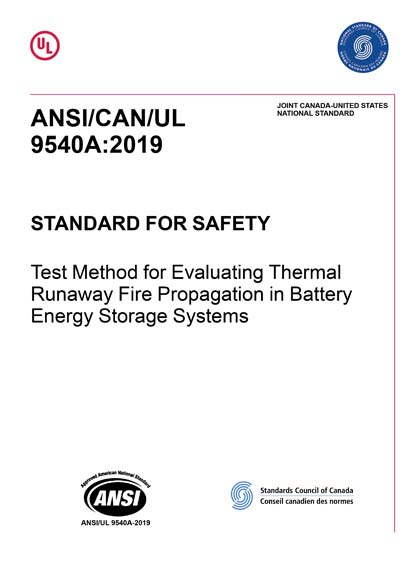 UL
NATIONAL STANDARD OF CANADA
NORME NATIONALE DU CANADA
JOINT CANADA-UNITED STATES
NATIONAL STANDARD
ANSI/CAN/UL
9540A:2019
STANDARD FOR SAFETY
Test Method for Evaluating Thermal
Runaway Fire Propagation in Battery
Energy Storage Systems
Approved American National Standard
ANSI
ANSI/UL 9540A-2019
Standards Council of Canada
Conseil canadien des normes